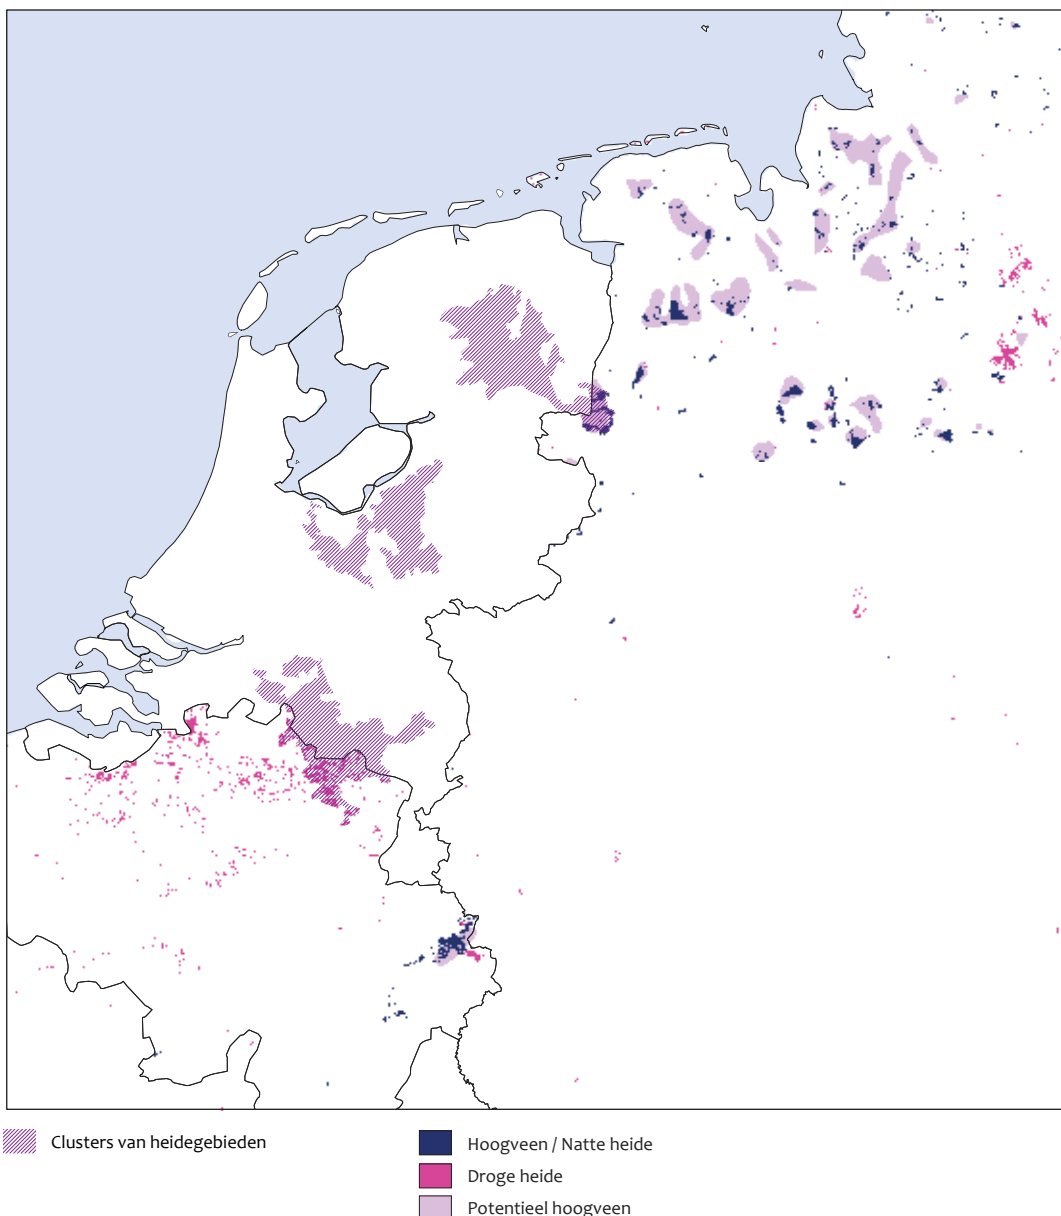 Clusters van heidegebieden
Hoogveen / Natte heide
Droge heide
Potentieel hoogveen